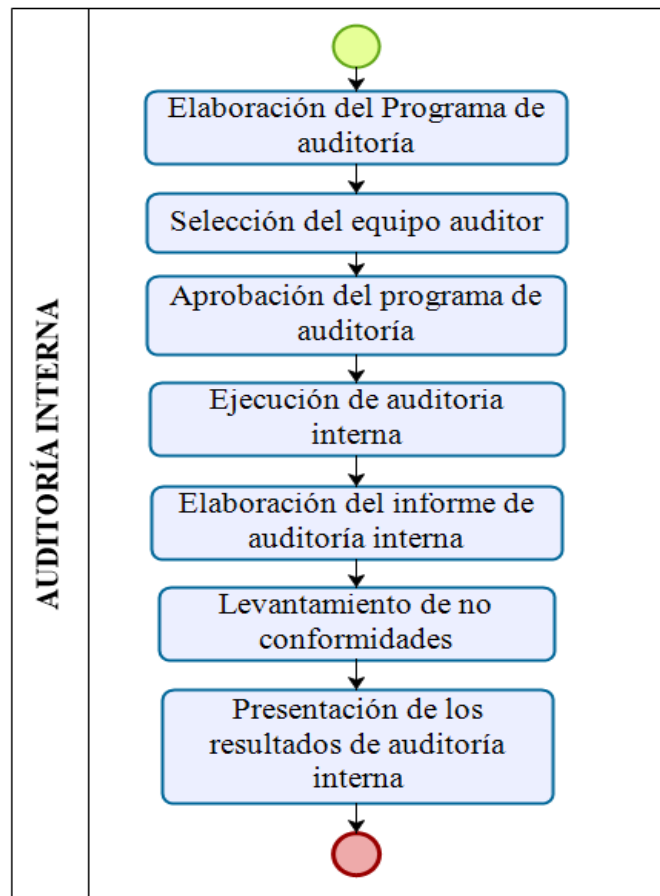 AUDITORÍA INTERNA
Elaboración del Programa de
auditoría
Selección del equipo auditor
Aprobación del programa de
auditoría
Ejecución de auditoria
interna
Elaboración del informe de
auditoría interna
Levantamiento de no
conformidades
Presentación de los
resultados de auditoría
interna